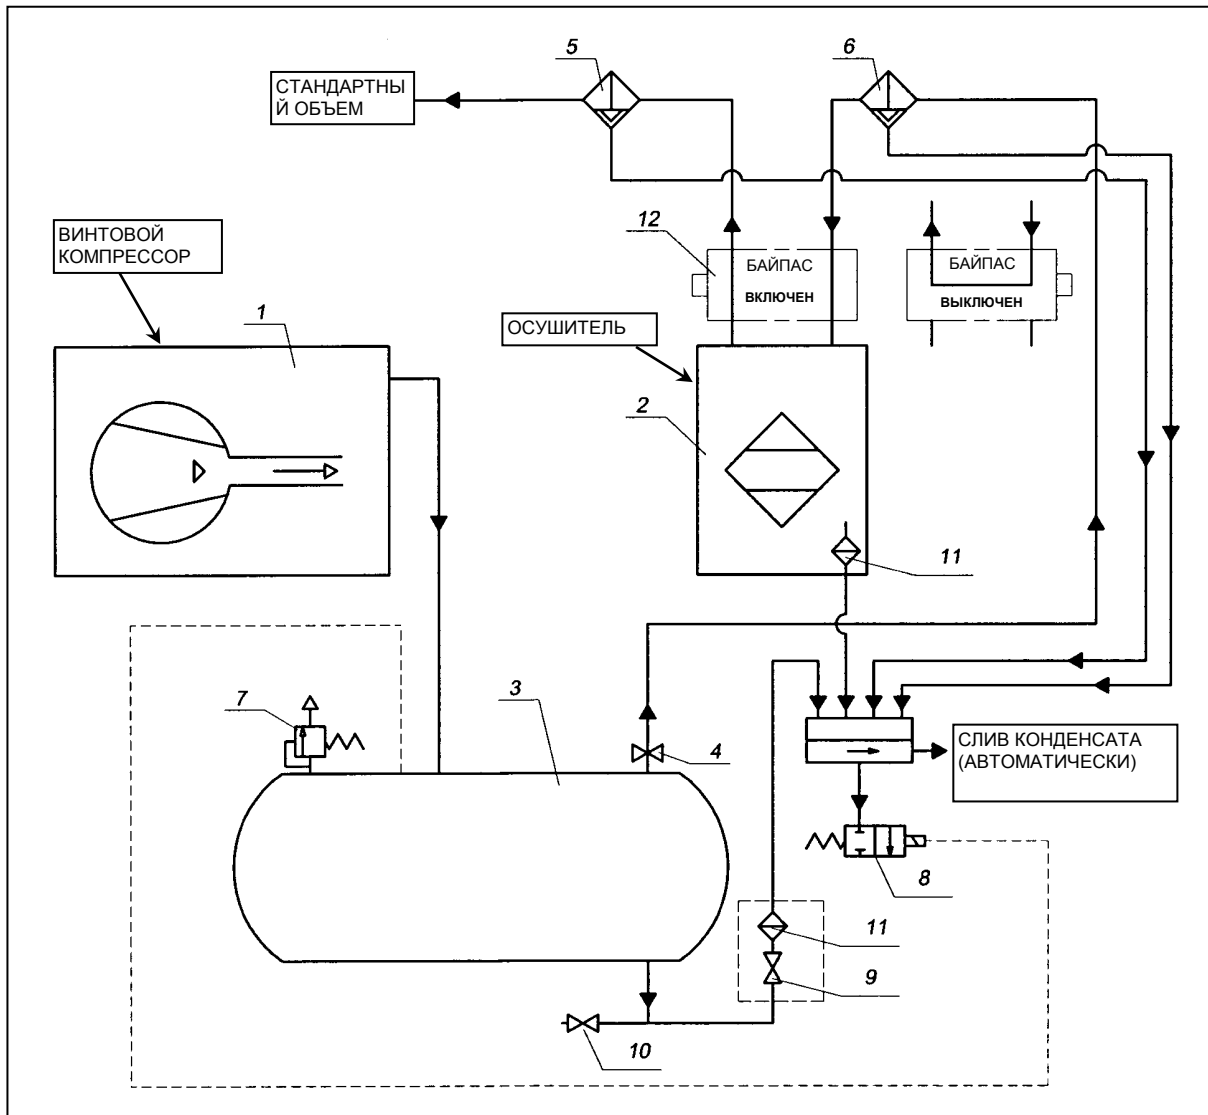 5
6
СТАНДАРТНЫ
Й ОБЪЕМ
12
ВИНТОВОЙ
КОМПРЕССОР
БАЙПАС
ВКЛЮЧЕН
БАЙПАС
ВЫКЛЮЧЕН
1
ОСУШИТЕЛЬ
2
11
7
3
4
СЛИВ КОНДЕНСАТА
(АВТОМАТИЧЕСКИ)
8
11
9
10